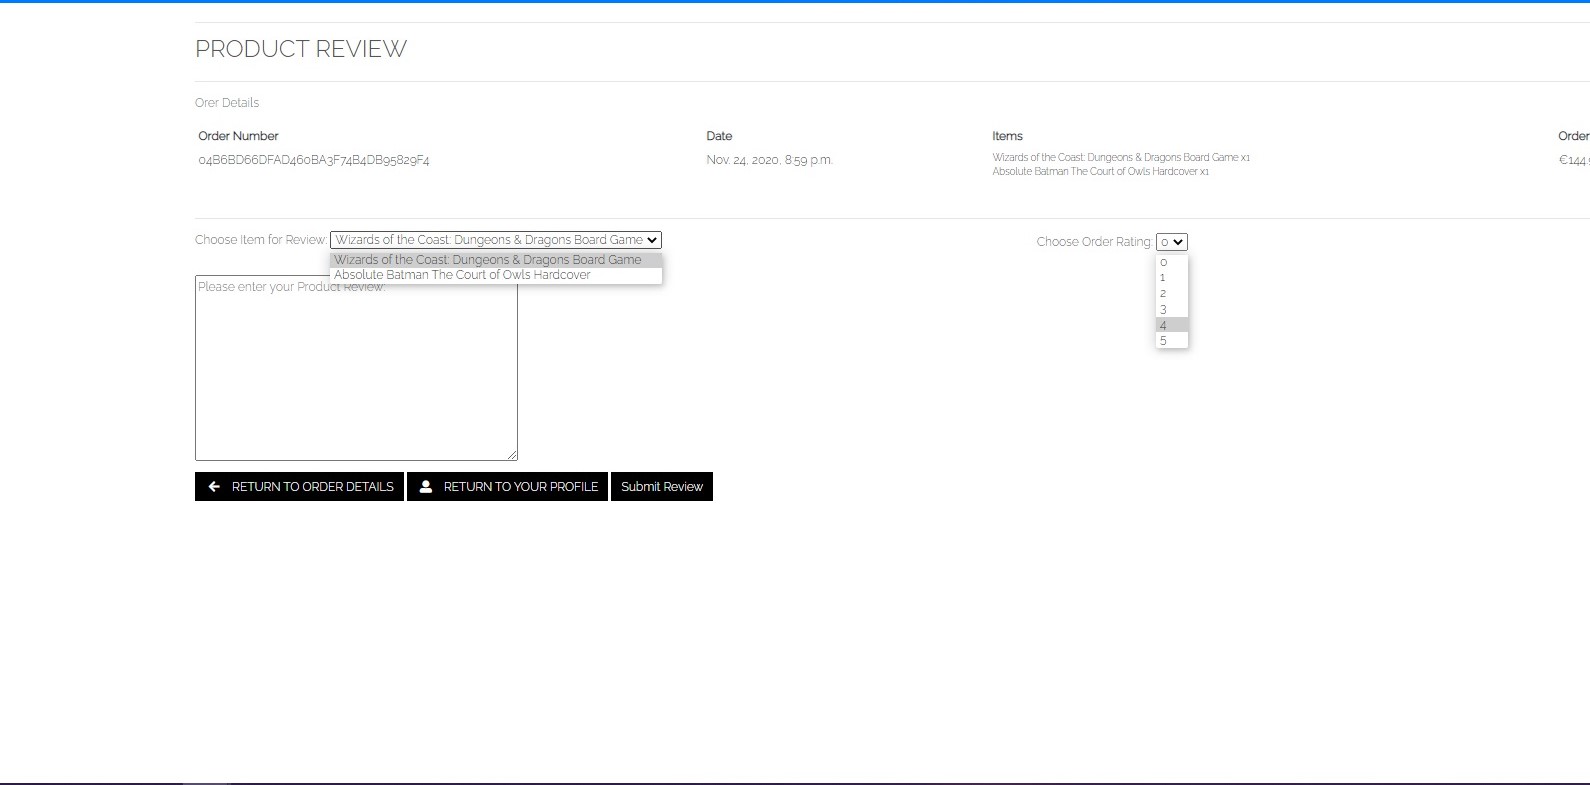 PRODUCT REVIEW
Orer Details
Order Number Date Items Order
04B6BD66DFAD460BA3F74B4DB95829F4 Nov. 24, 2020, 8:59 p.m. Wizards of the Coast: Dungeons & Dragons Board Game x1 €144.
Absolute Batman The Court of Owls Hardcover x1
Choose Item for Review: Wizards of the Coast: Dungeons & Dragons Board Game Choose Order Rating: 0
Wizards of the Coast: Dungeons & Dragons Board Game
Absolute Batman The Court of Owls Hardcover
0
1
2
3
4
5
Please enter your Product Review:
RETURN TO ORDER DETAILS RETURN TO YOUR PROFILE Submit Review